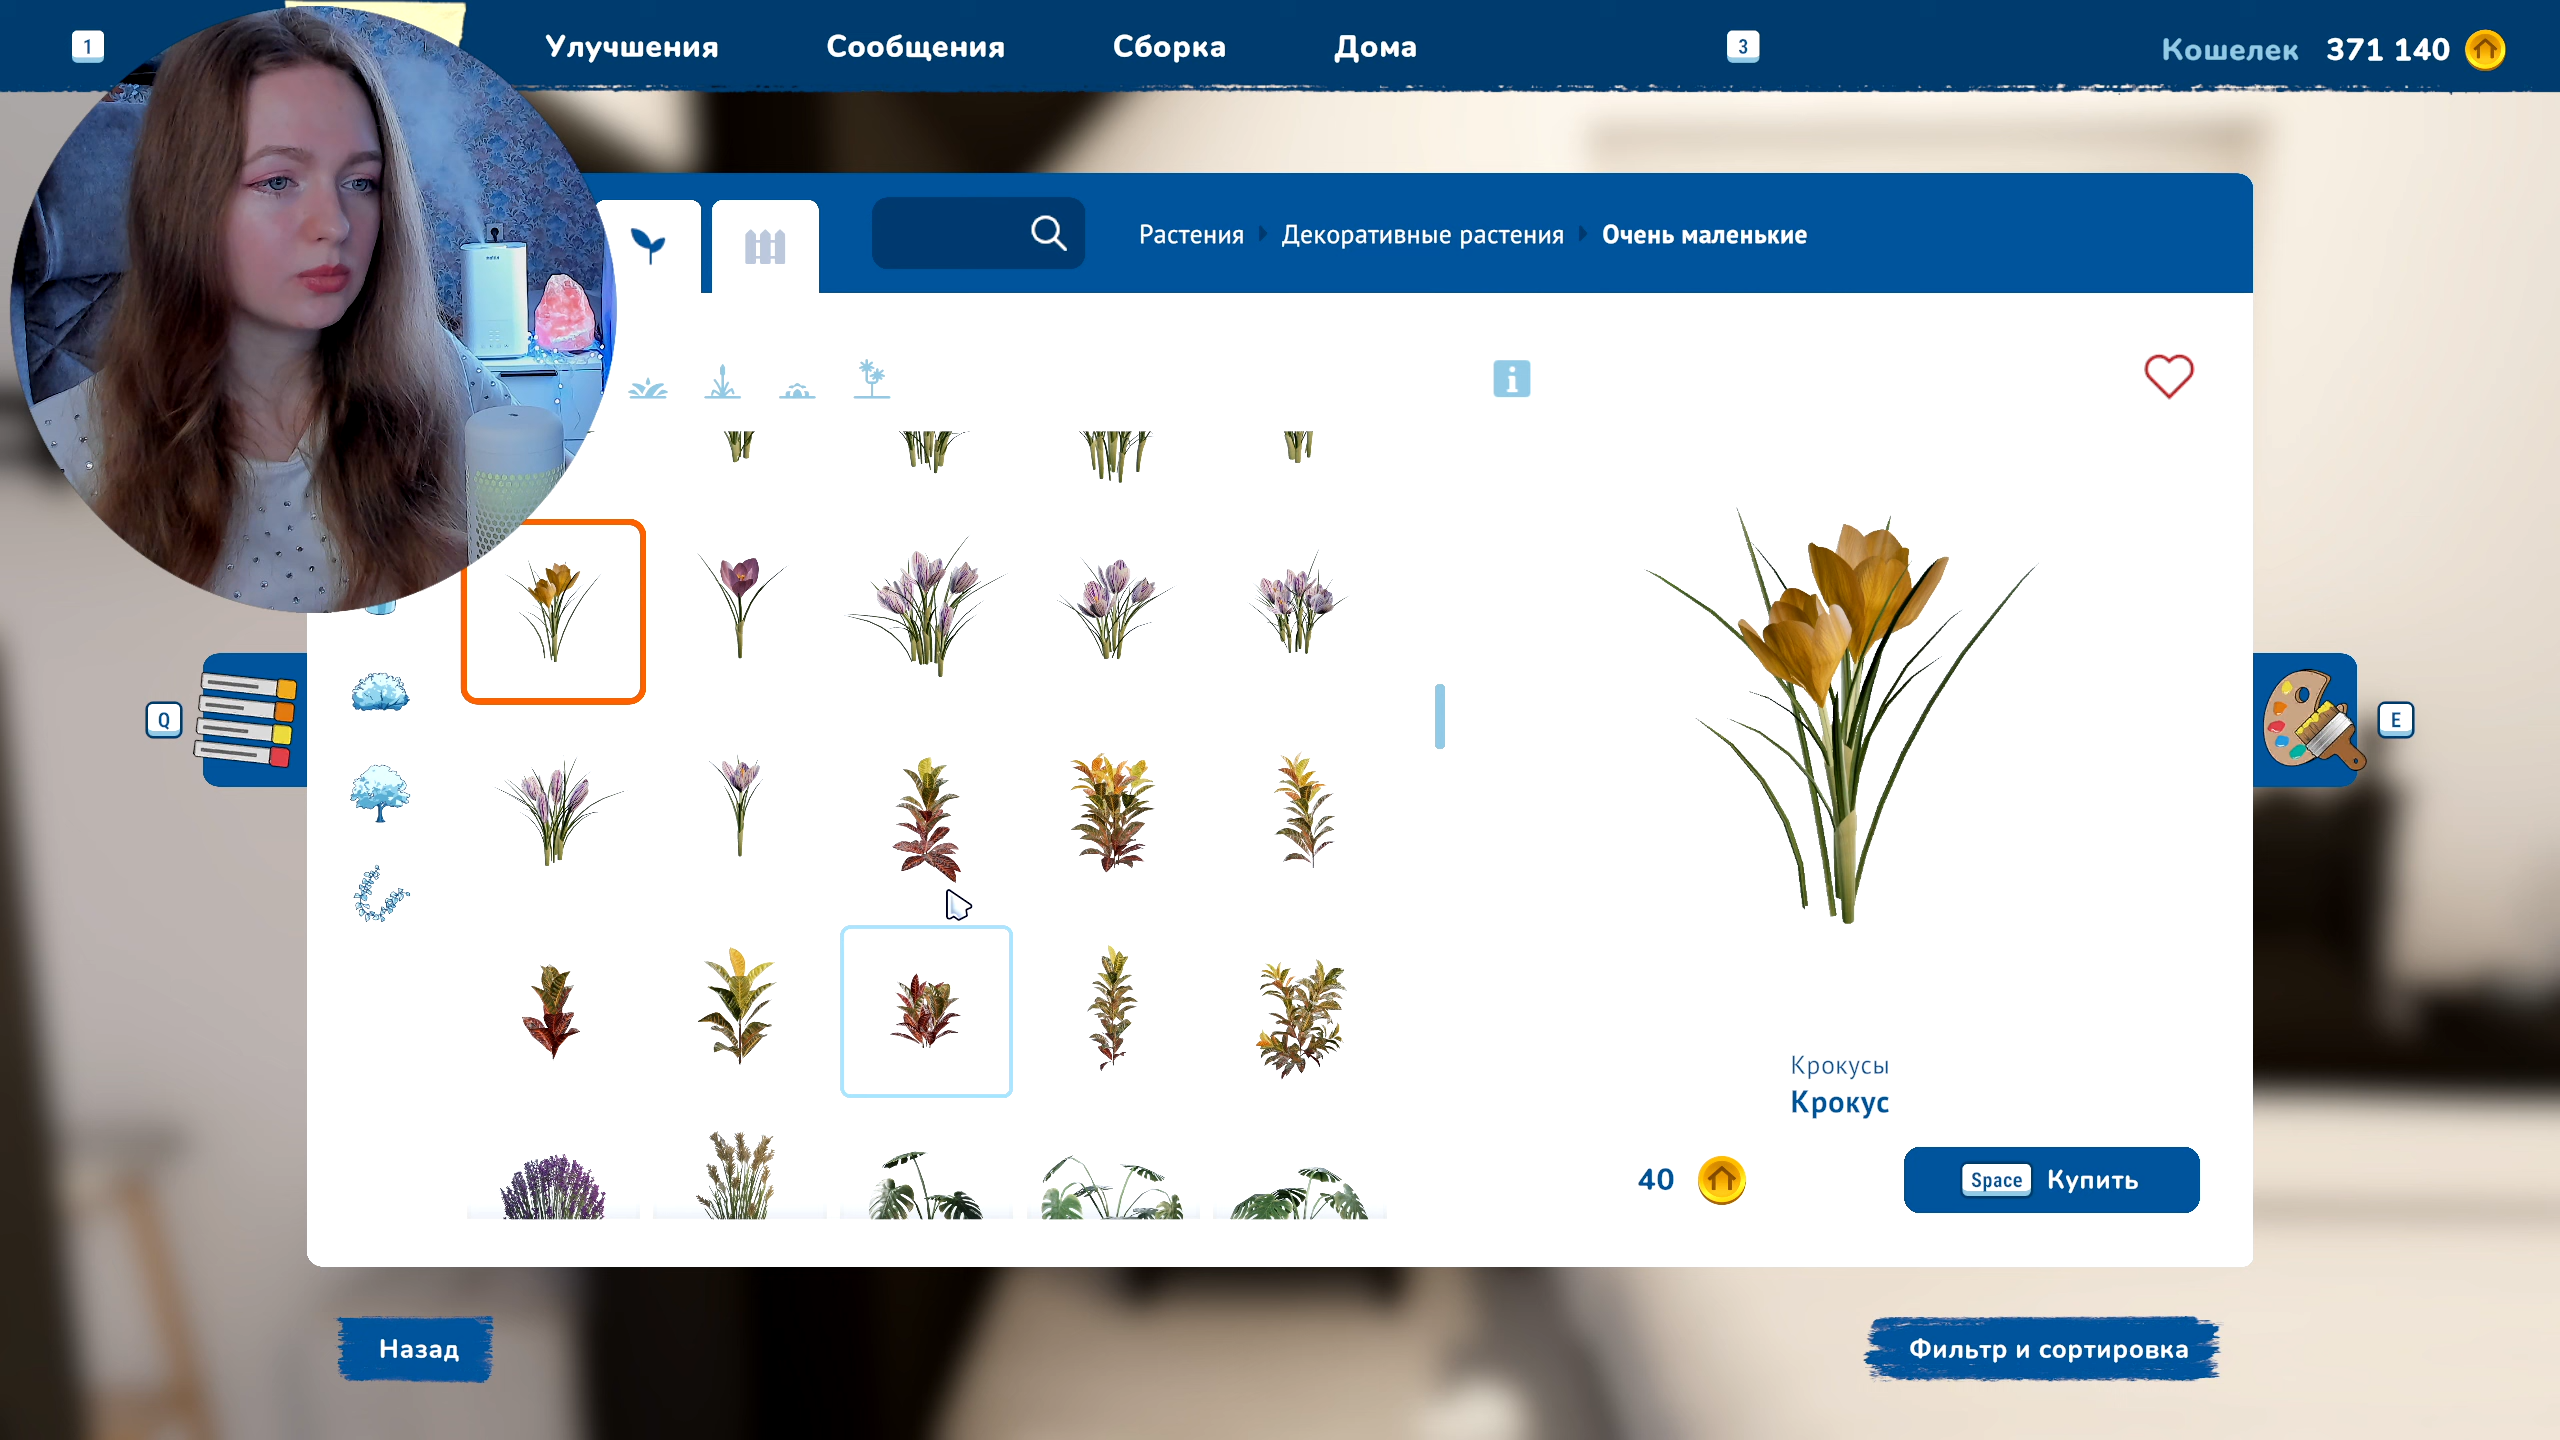 1
Улучшения
Сообщения
Сборка
Дома
3
Кошелек 371 140
Растения
Декоративные растения
Очень маленькие
i
Q
E
Крокусы
Крокус
40
Space Купить
Назад
Фильтр и сортировка